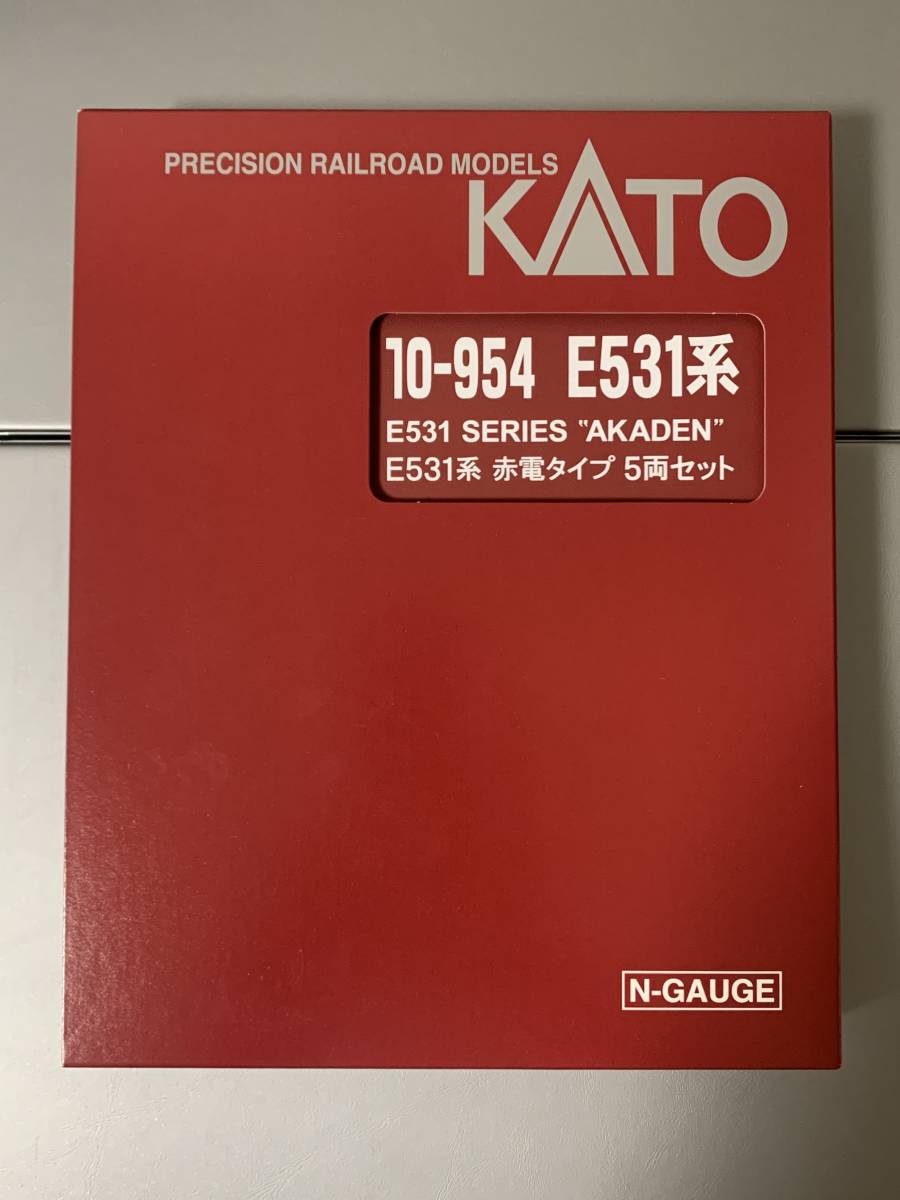 PRECISION RAILROAD MODELS
KATO
10-954 E531系
E531 SERIES "AKADEN"
E531系 赤電タイプ 5両セット
N-GAUGE